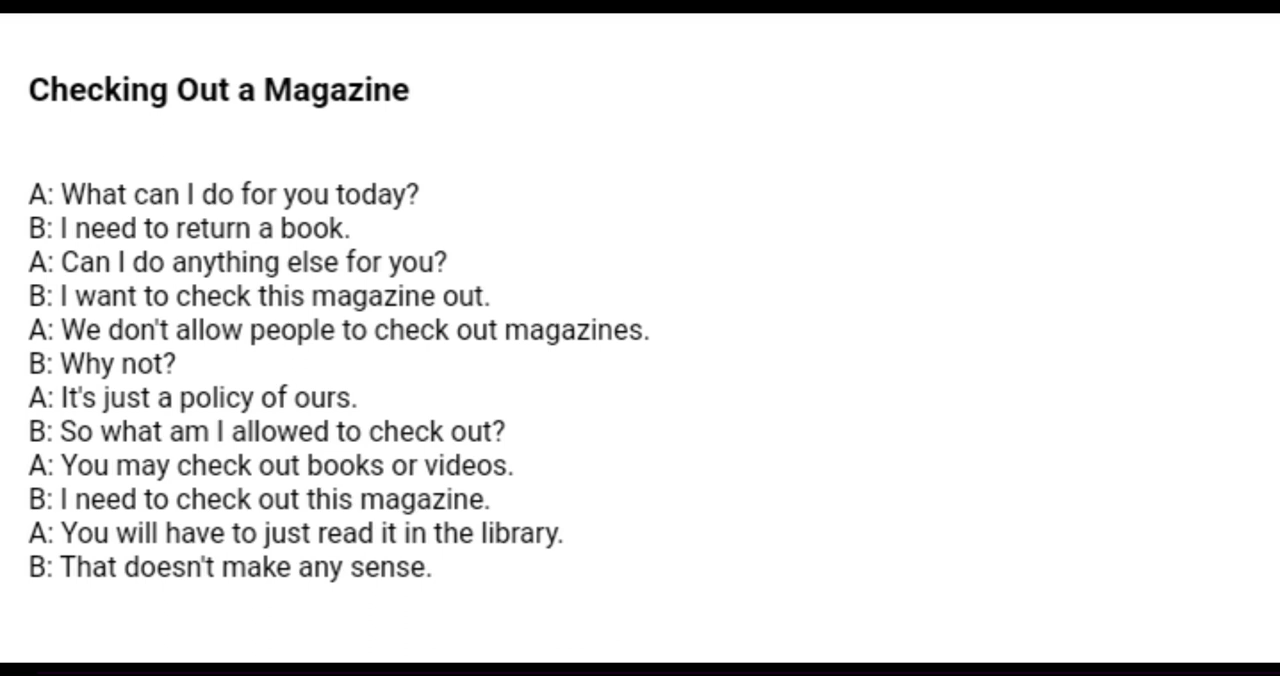 Checking Out a Magazine
A: What can I do for you today?
B: I need to return a book.
A: Can I do anything else for you?
B: I want to check this magazine out.
A: We don't allow people to check out magazines.
B: Why not?
A: It's just a policy of ours.
B: So what am I allowed to check out?
A: You may check out books or videos.
B: I need to check out this magazine.
A: You will have to just read it in the library.
B: That doesn't make any sense.